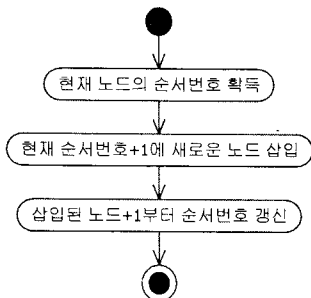 현재 노드의 순서번호 획득
현재 순서번호+1에 새로운 노드 삽입
삽입된 노드+1부터 순서번호 갱신